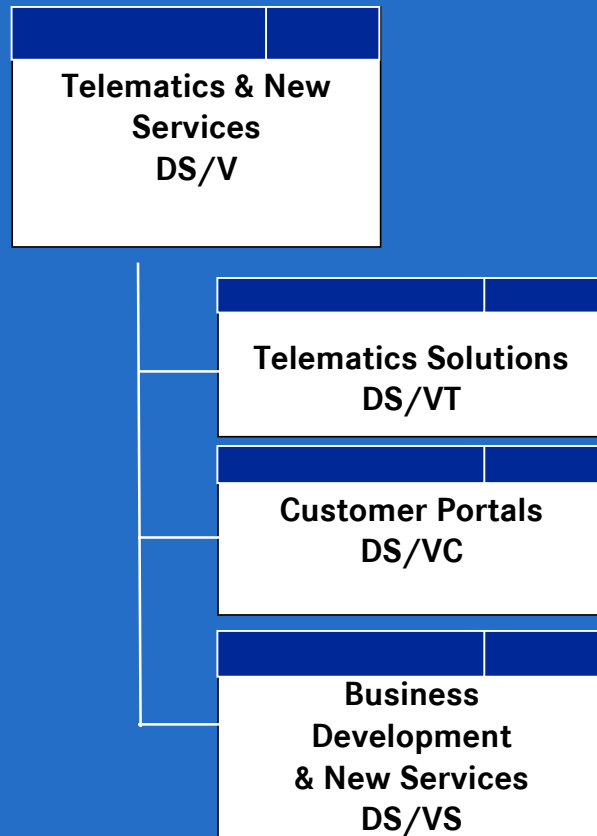 Telematics & New
Services
DS/V
Telematics Solutions
DS/VT
Customer Portals
DS/VC
Business
Development
& New Services
DS/VS